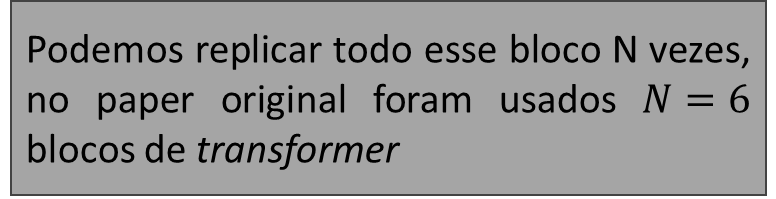 Podemos replicar todo esse bloco N vezes,
no paper original foram usados N = 6
blocos de transformer